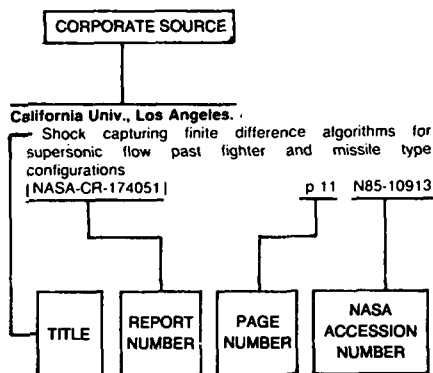 CORPORATE SOURCE
California Univ., Los Angeles.
Shock capturing finite difference algorithms for
supersonic flow past fighter and missile type
configurations
[NASA-CR-174051] p 11 N85-10913
TITLE
REPORT
NUMBER
PAGE
NUMBER
NASA
ACCESSION
NUMBER